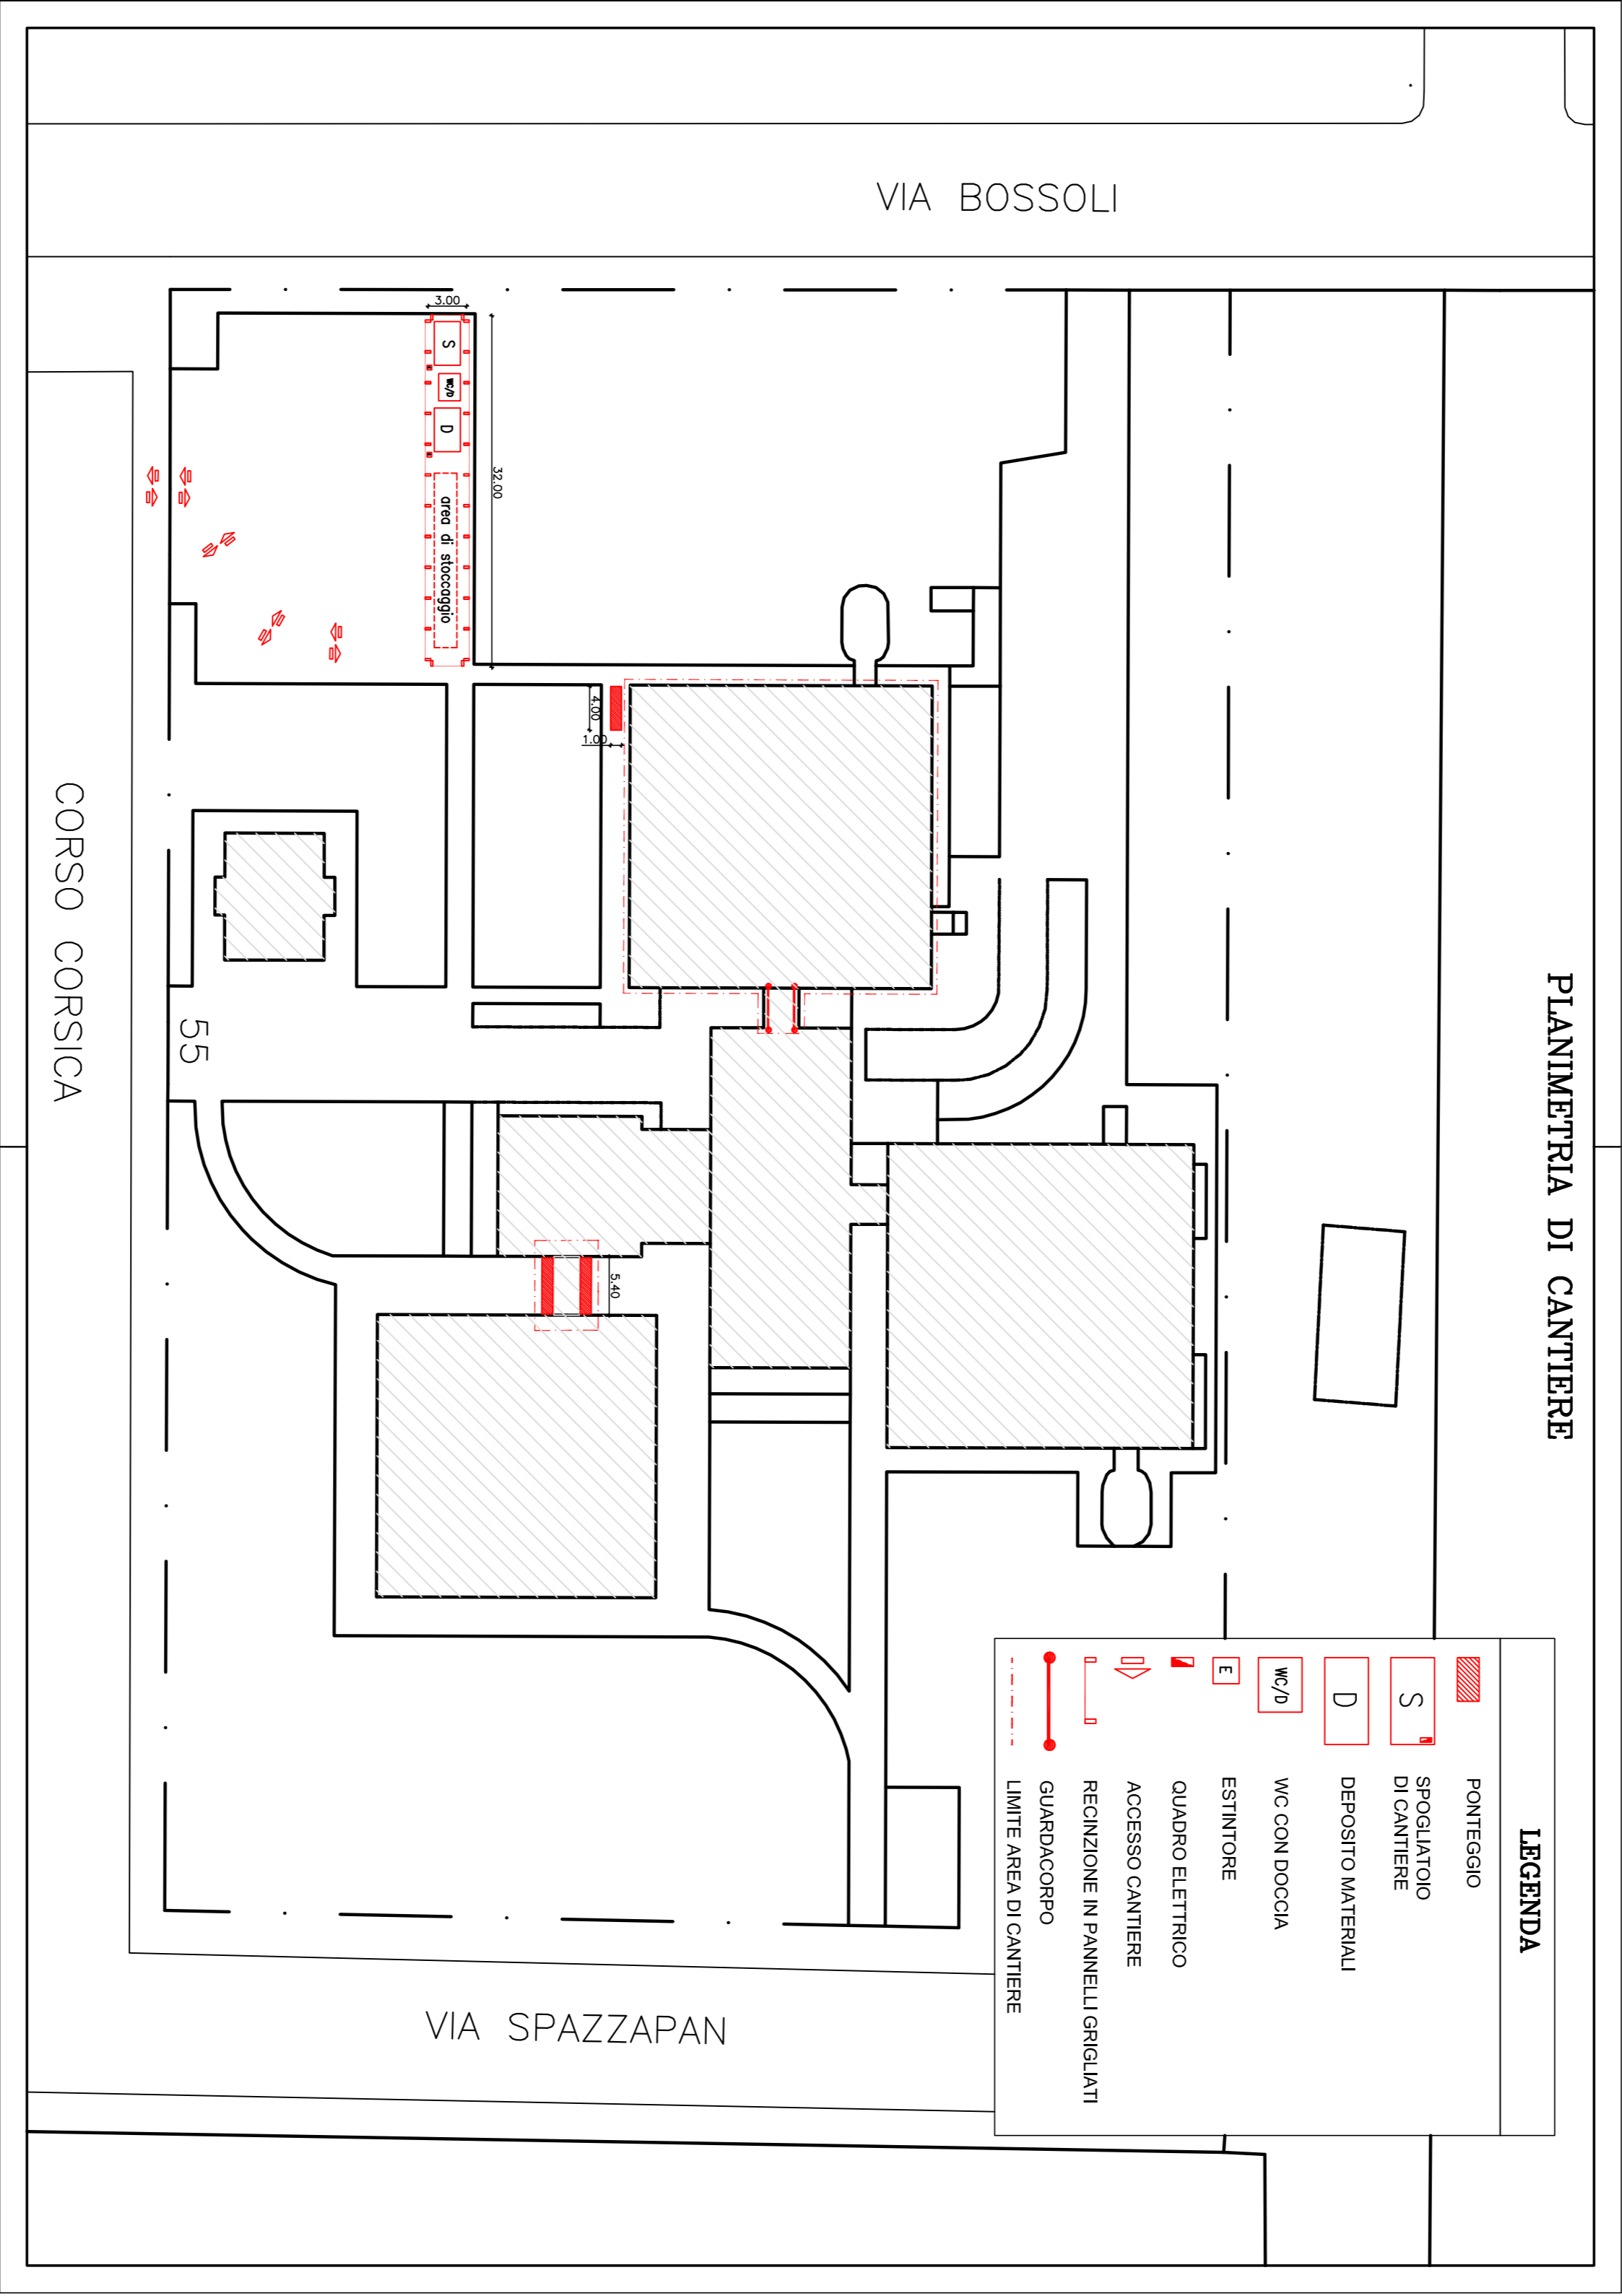 PLANIMETRIA DI CANTIERE
LEGENDA
PONTEGGIO
S
SPOGLIATOIO
DI CANTIERE
D
DEPOSITO MATERIALI
WC/D
WC CON DOCCIA
E
ESTINTORE
QUADRO ELETTRICO
ACCESSO CANTIERE
RECINZIONE IN PANNELLI GRIGLIATI
GUARDACORPO
LIMITE AREA DI CANTIERE
VIA BOSSOLI
3.00
S
WC/D
D
area di stoccaggio
32.00
4.00
1.00
5.40
55
CORSO CORSICA
VIA SPAZZAPAN